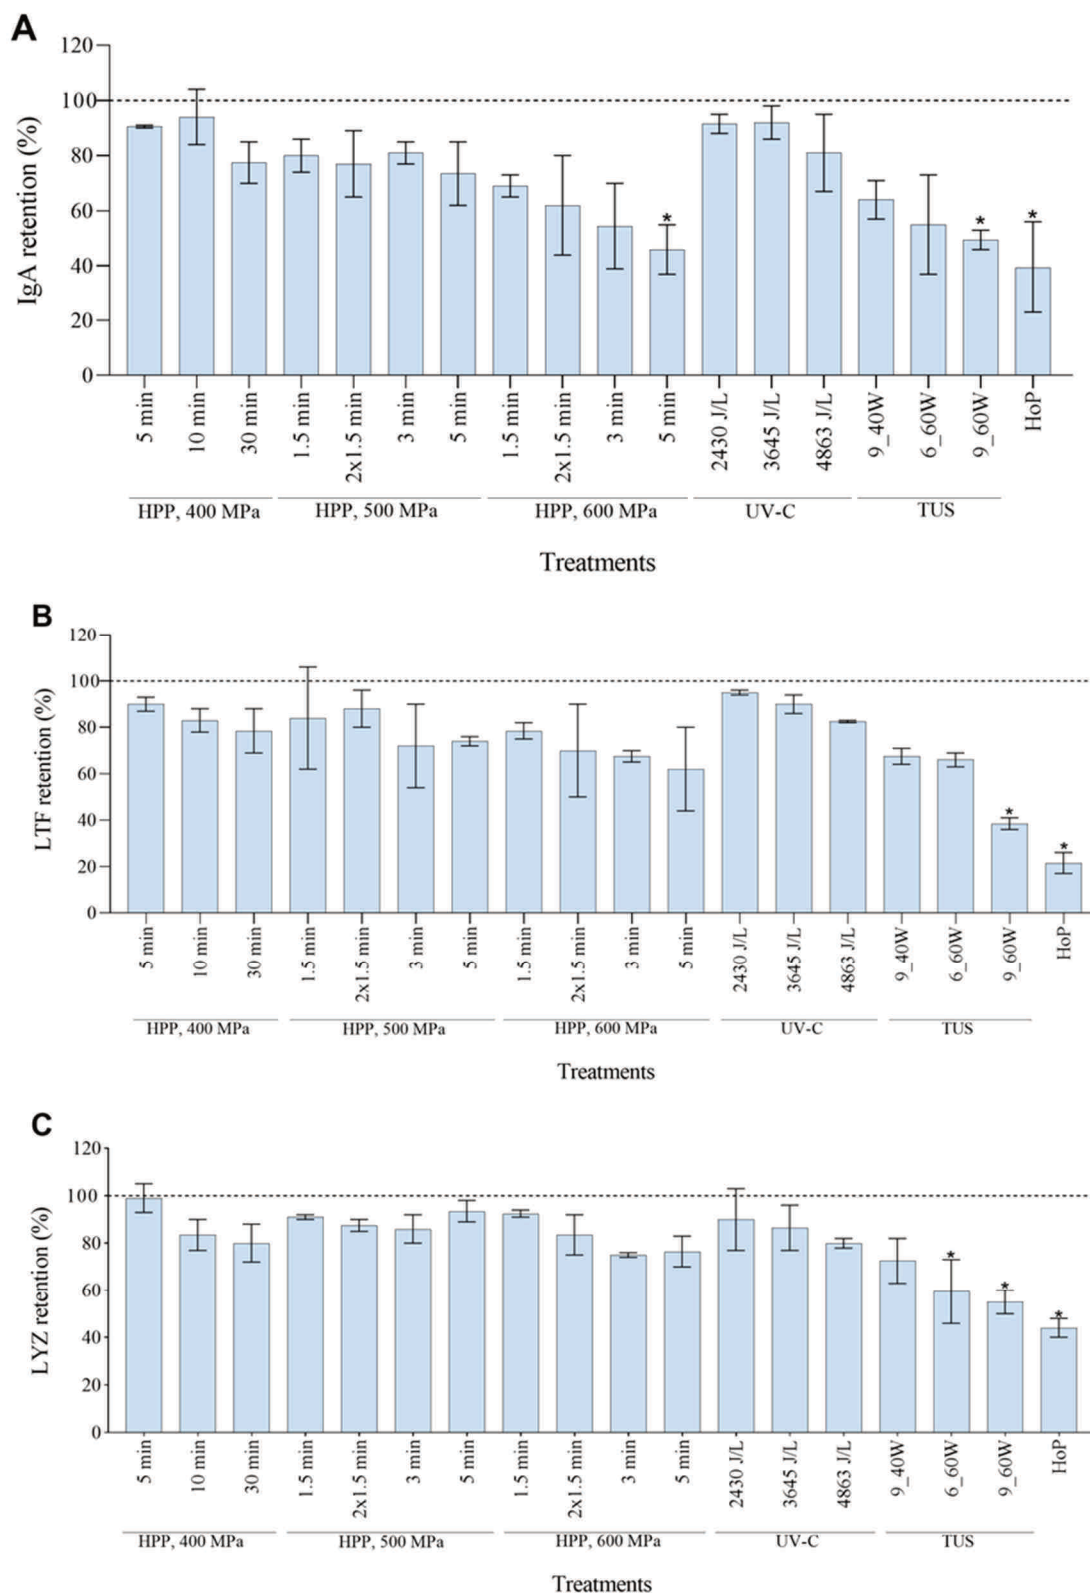 A
120
100
80
60
40
20
0
IgA retention (%)
*
*
*
5 min
10 min
30 min
1.5 min
2x1.5 min
3 min
5 min
1.5 min
2x1.5 min
3 min
5 min
2430 J/L
3645 J/L
4863 J/L
9_40W
6_60W
9_60W
HoP
HPP, 400 MPa
HPP, 500 MPa
HPP, 600 MPa
UV-C
TUS
Treatments
B
120
100
80
60
40
20
0
LTF retention (%)
*
*
5 min
10 min
30 min
1.5 min
2x1.5 min
3 min
5 min
1.5 min
2x1.5 min
3 min
5 min
2430 J/L
3645 J/L
4863 J/L
9_40W
6_60W
9_60W
HoP
HPP, 400 MPa
HPP, 500 MPa
HPP, 600 MPa
UV-C
TUS
Treatments
C
120
100
80
60
40
20
0
LYZ retention (%)
*
*
*
5 min
10 min
30 min
1.5 min
2x1.5 min
3 min
5 min
1.5 min
2x1.5 min
3 min
5 min
2430 J/L
3645 J/L
4863 J/L
9_40W
6_60W
9_60W
HoP
HPP, 400 MPa
HPP, 500 MPa
HPP, 600 MPa
UV-C
TUS
Treatments